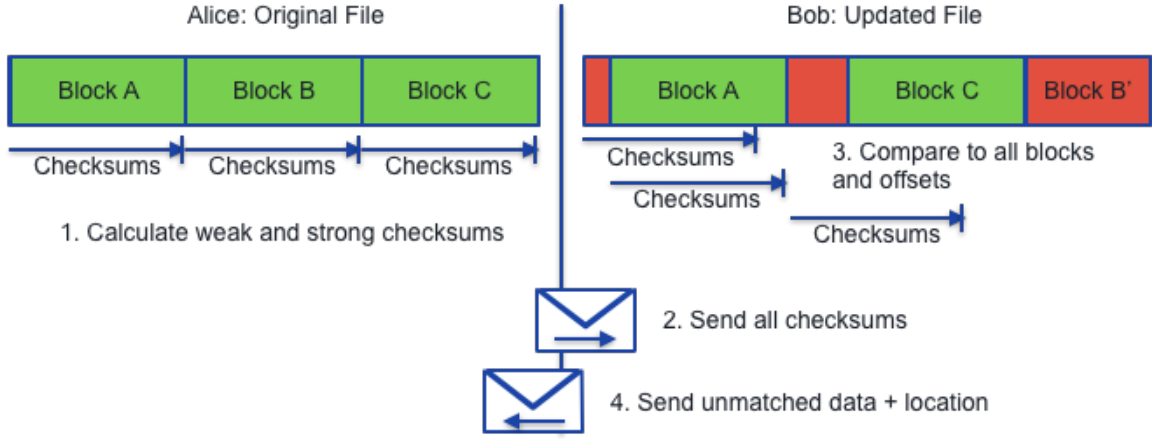 Alice: Original File
Bob: Updated File
Block A
Block B
Block C
Block A
Block C
Block B'
Checksums
Checksums
Checksums
Checksums
Checksums
Checksums
3. Compare to all blocks
and offsets
1. Calculate weak and strong checksums
2. Send all checksums
4. Send unmatched data + location